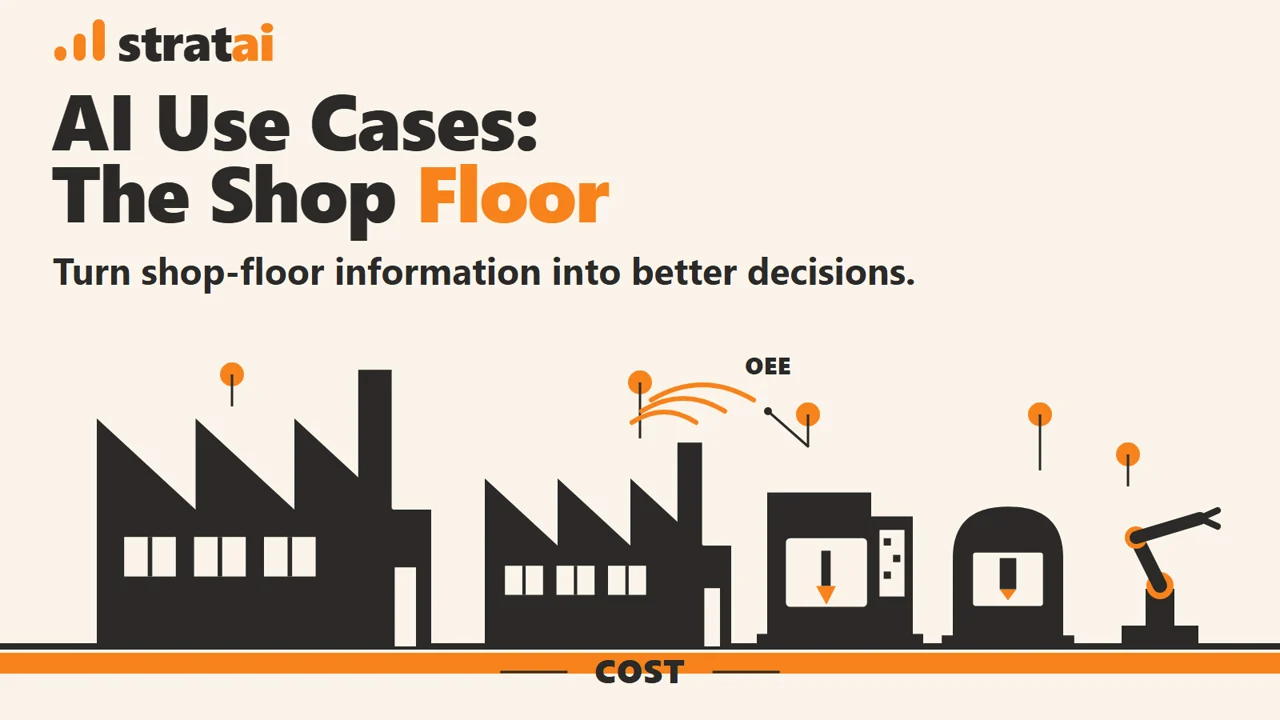 stratai
AI Use Cases:
The Shop Floor
Turn shop-floor information into better decisions.
OEE
COST